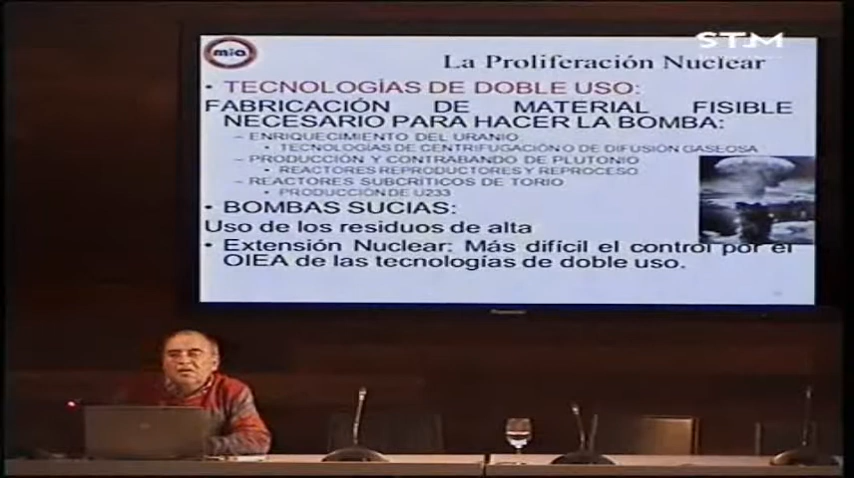 STM
mia
La Proliferación Nuclear
• TECNOLOGÍAS DE DOBLE USO:
FABRICACIÓN DE MATERIAL FISIBLE
NECESARIO PARA HACER LA BOMBA:
– ENRIQUECIMIENTO DEL URANIO
• TECNOLOGÍAS DE CENTRIFUGACIÓN O DE DIFUSIÓN GASEOSA
– PRODUCCIÓN Y CONTRABANDO DE PLUTONIO
• REACTORES REPRODUCTORES Y REPROCESO
– REACTORES SUBCRÍTICOS DE TORIO
• PRODUCCIÓN DE U233
• BOMBAS SUCIAS:
Uso de los residuos de alta
• Extensión Nuclear: Más difícil el control por el
OIEA de las tecnologías de doble uso.